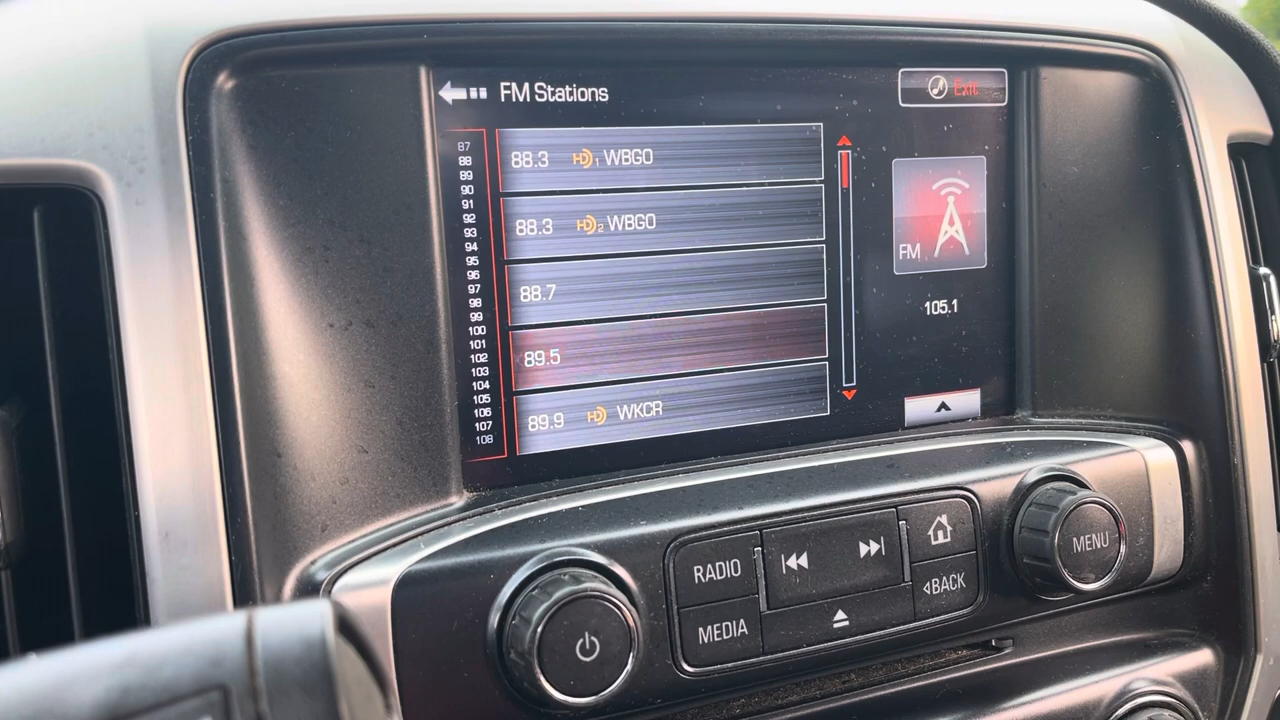 FM Stations
Exit
87
88
89
90
91
92
93
94
95
96
97
98
99
100
101
102
103
104
105
106
107
108
88.3 HD1 WBGO
88.3 HD2 WBGO
88.7
89.5
89.9 HD WKCR
FM
105.1
RADIO
MEDIA
BACK
MENU